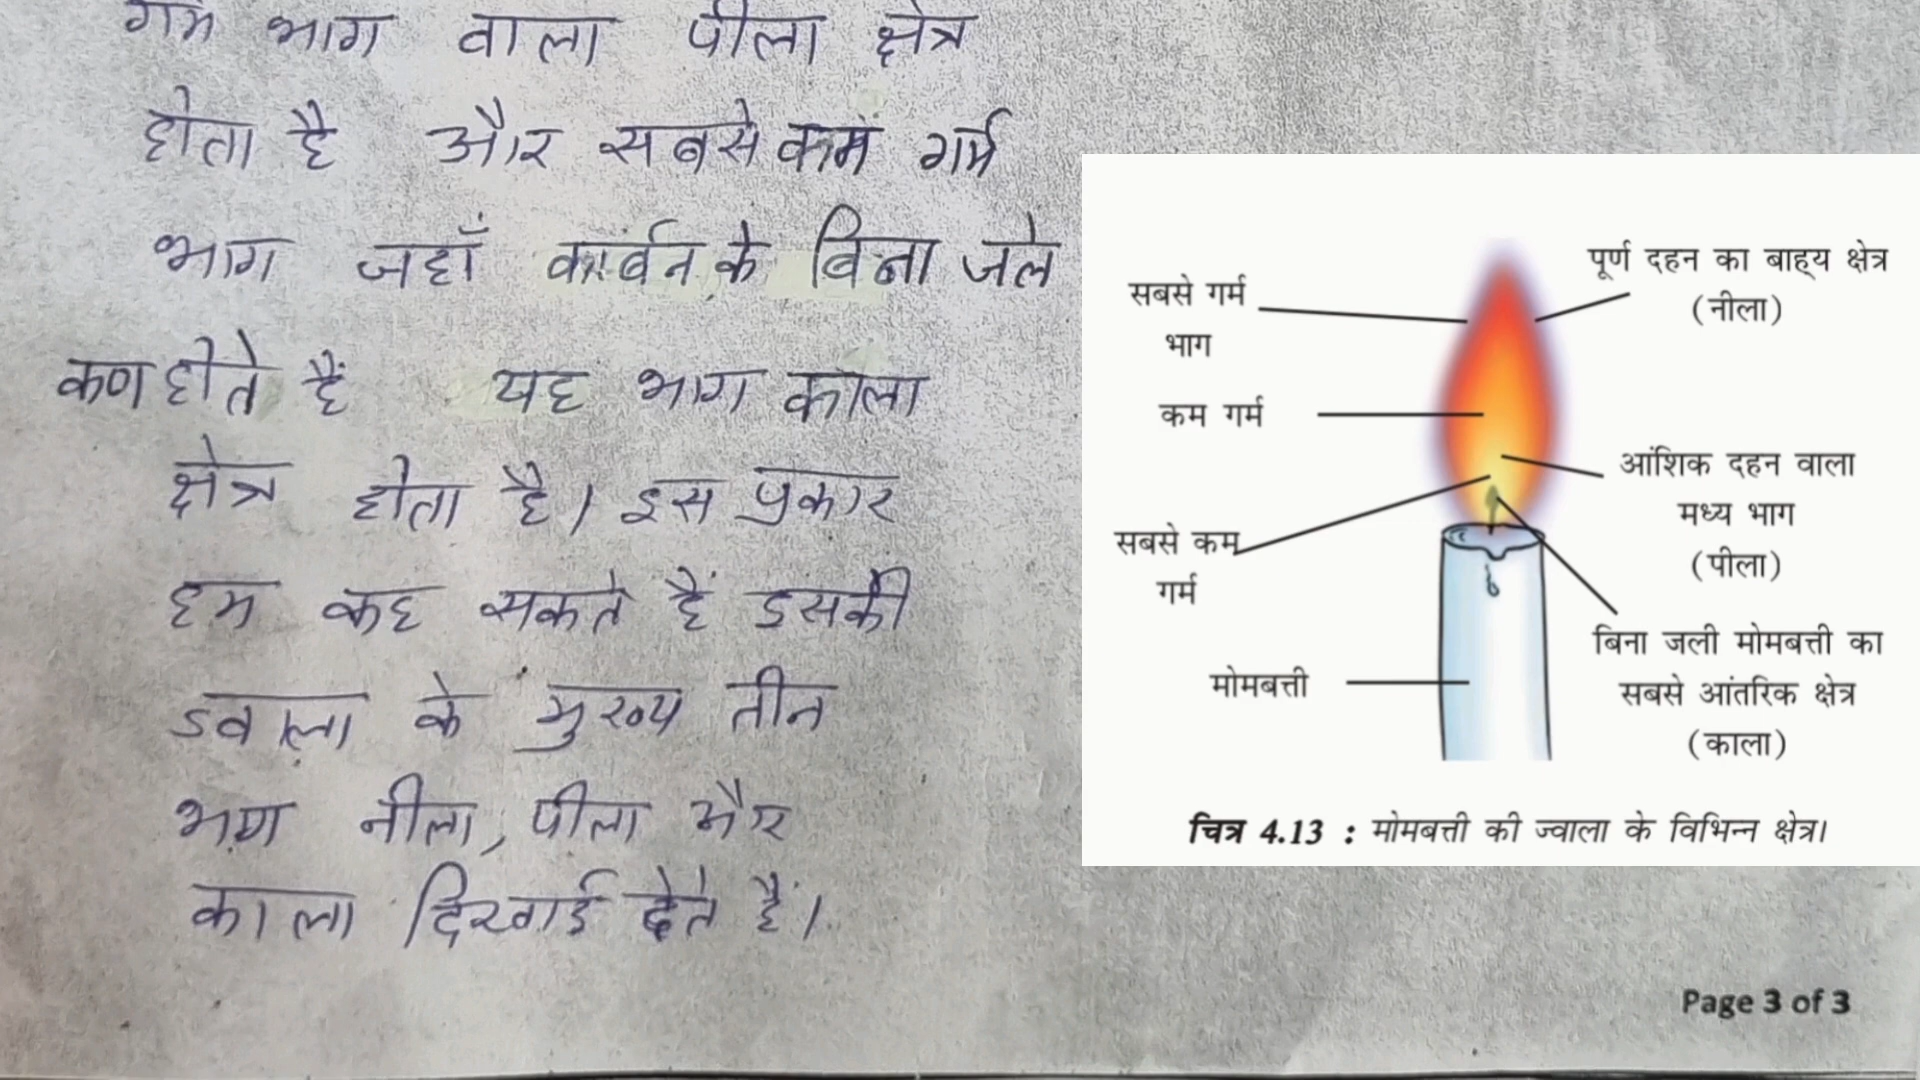 गर्म भाग वाला पीला क्षेत्र
होता है और सबसे कम गर्म
भाग जहाँ कार्बन के बिना जले
कण होते हैं यह भाग काला
क्षेत्र होता है। इस प्रकार
हम कह सकते हैं इसकी
ज्वाला के मुख्य तीन
भाग नीला, पीला और
काला दिखाई देते हैं।
सबसे गर्म
भाग
कम गर्म
सबसे कम
गर्म
मोमबत्ती
पूर्ण दहन का बाह्य क्षेत्र
(नीला)
आंशिक दहन वाला
मध्य भाग
(पीला)
बिना जली मोमबत्ती का
सबसे आंतरिक क्षेत्र
(काला)
चित्र 4.13 : मोमबत्ती की ज्वाला के विभिन्न क्षेत्र।
Page 3 of 3